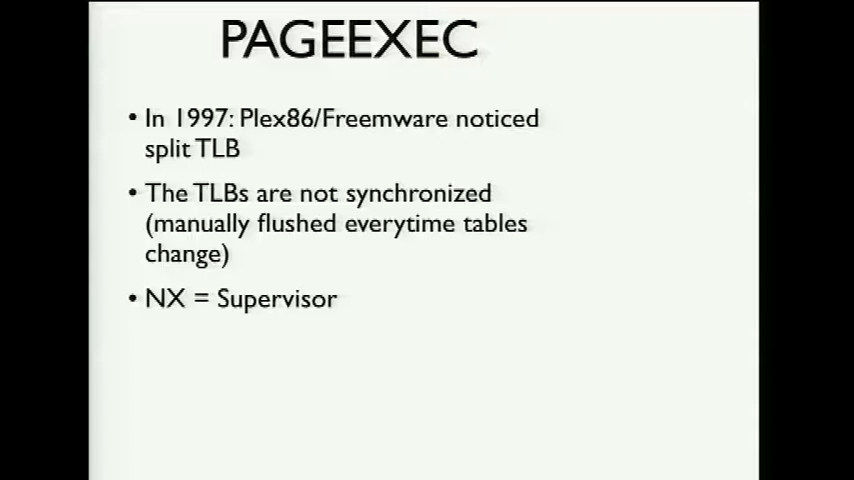 PAGEEXEC
• In 1997: Plex86/Freemware noticed
split TLB
• The TLBs are not synchronized
(manually flushed everytime tables
change)
• NX = Supervisor